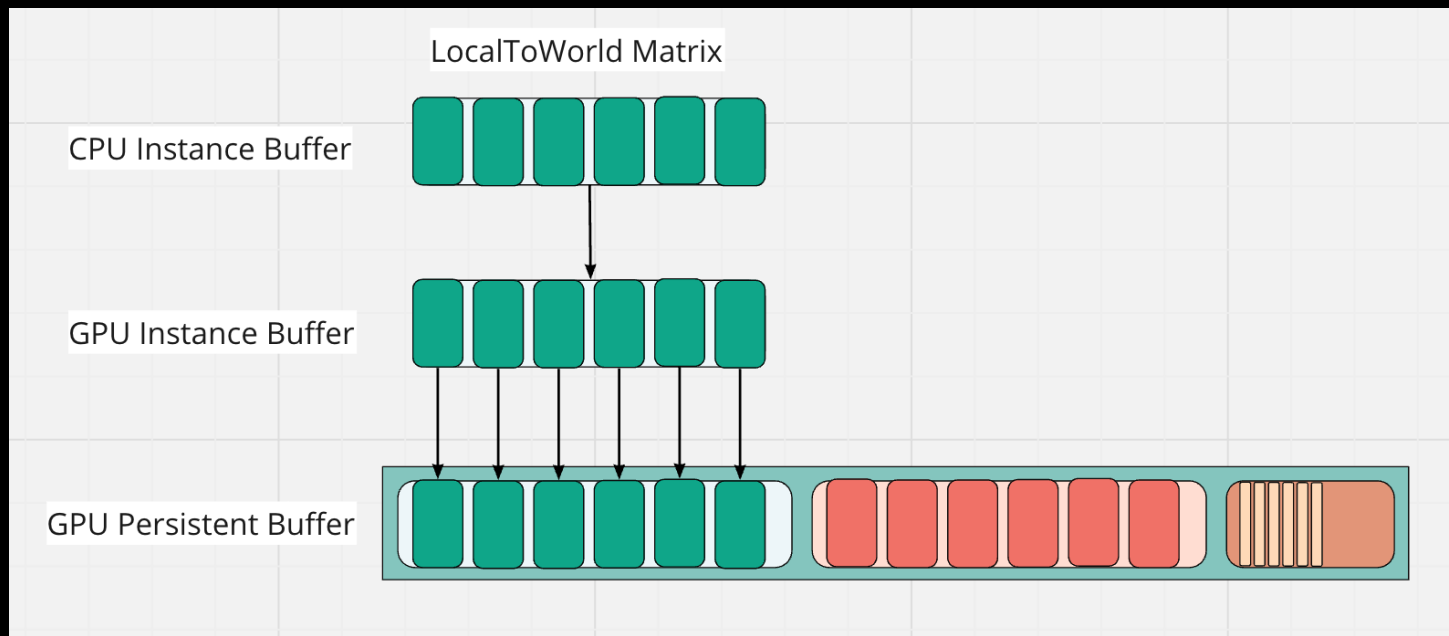 LocalToWorld Matrix
CPU Instance Buffer
GPU Instance Buffer
GPU Persistent Buffer